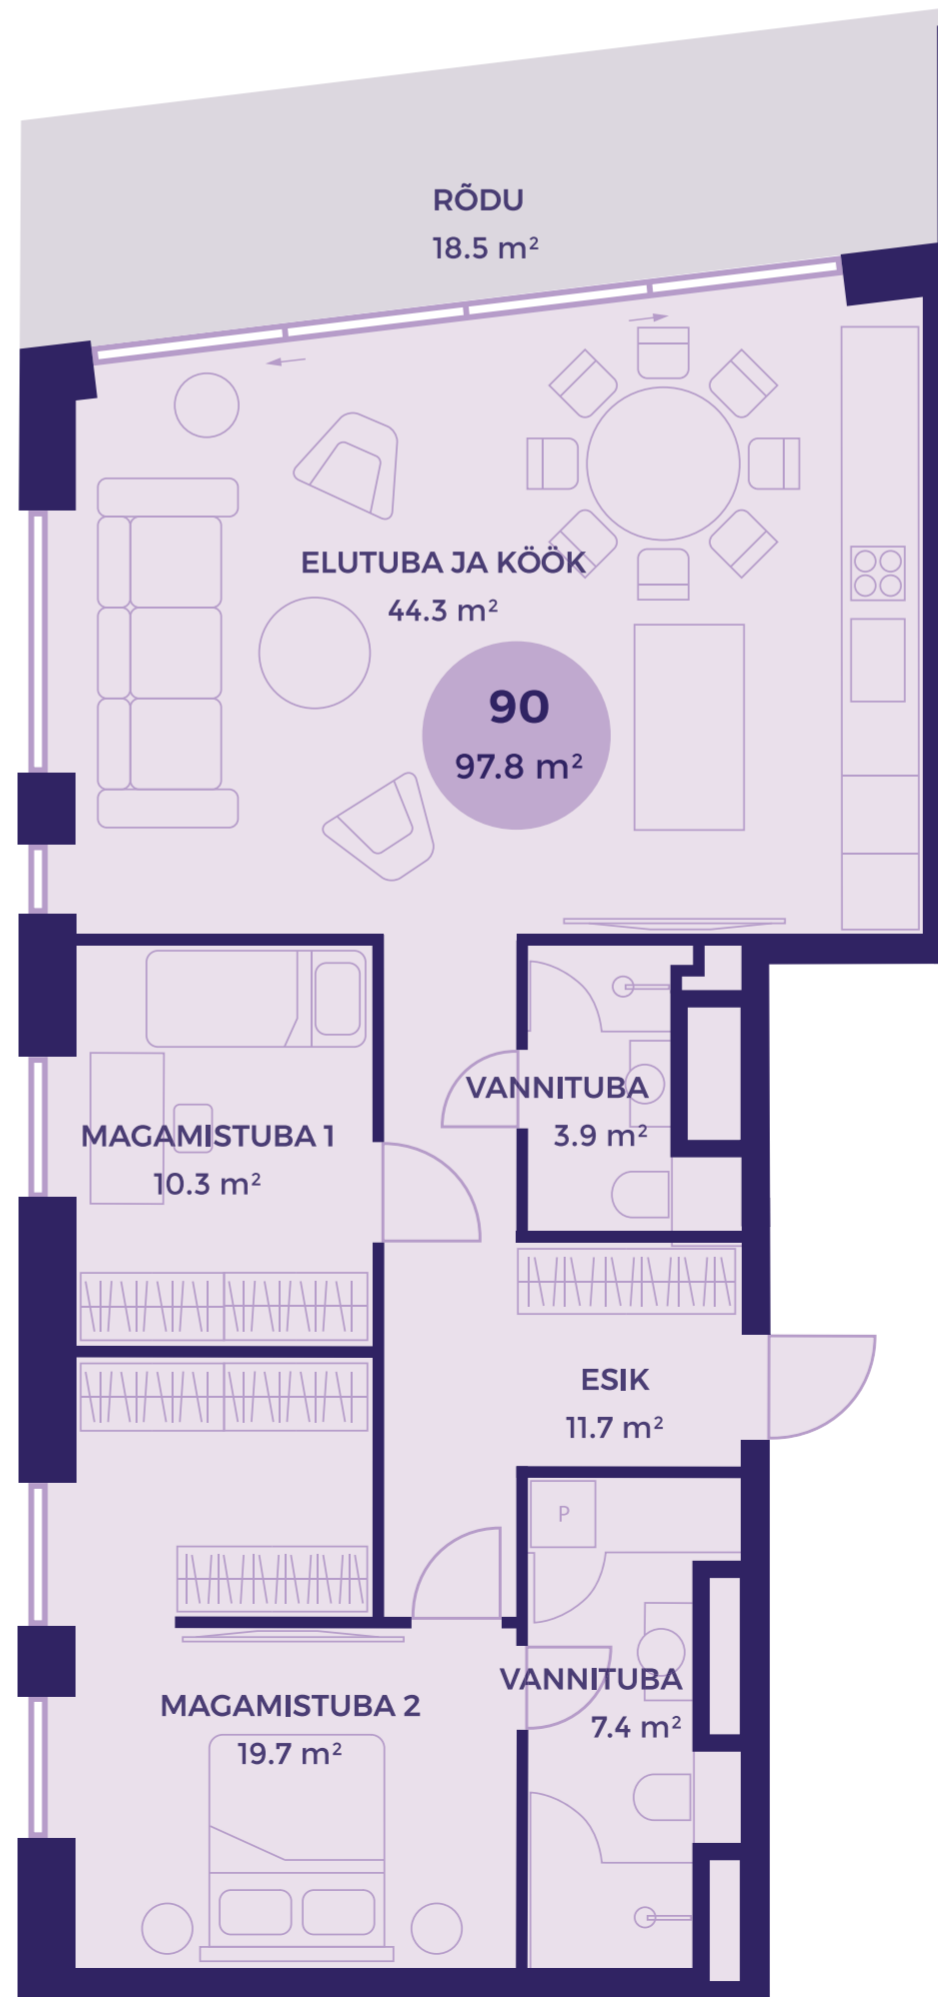 RÕDU
18.5 m²
ELUTUBA JA KÖÖK
44.3 m²
90
97.8 m²
VANNITUBA
3.9 m²
MAGAMISTUBA 1
10.3 m²
ESIK
11.7 m²
P
VANNITUBA
7.4 m²
MAGAMISTUBA 2
19.7 m²